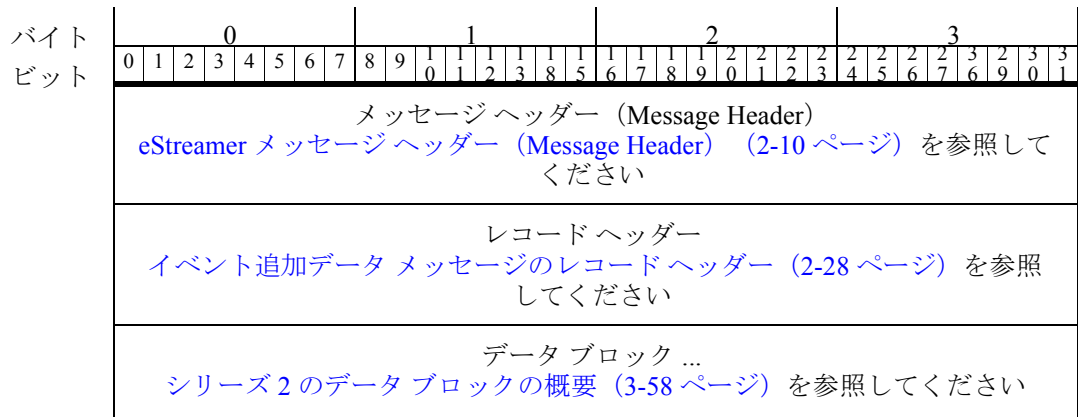 バイト 0 1 2 3
ビット 0 1 2 3 4 5 6 7 8 9 10 11 12 13 18 15 16 17 18 19 20 21 22 23 24 25 26 27 36 29 30 31
メッセージ ヘッダー（Message Header）
eStreamer メッセージ ヘッダー（Message Header）（2-10 ページ）を参照して
ください
レコード ヘッダー
イベント追加データ メッセージのレコード ヘッダー（2-28 ページ）を参照
してください
データ ブロック ...
シリーズ 2 のデータ ブロックの概要（3-58 ページ）を参照してください